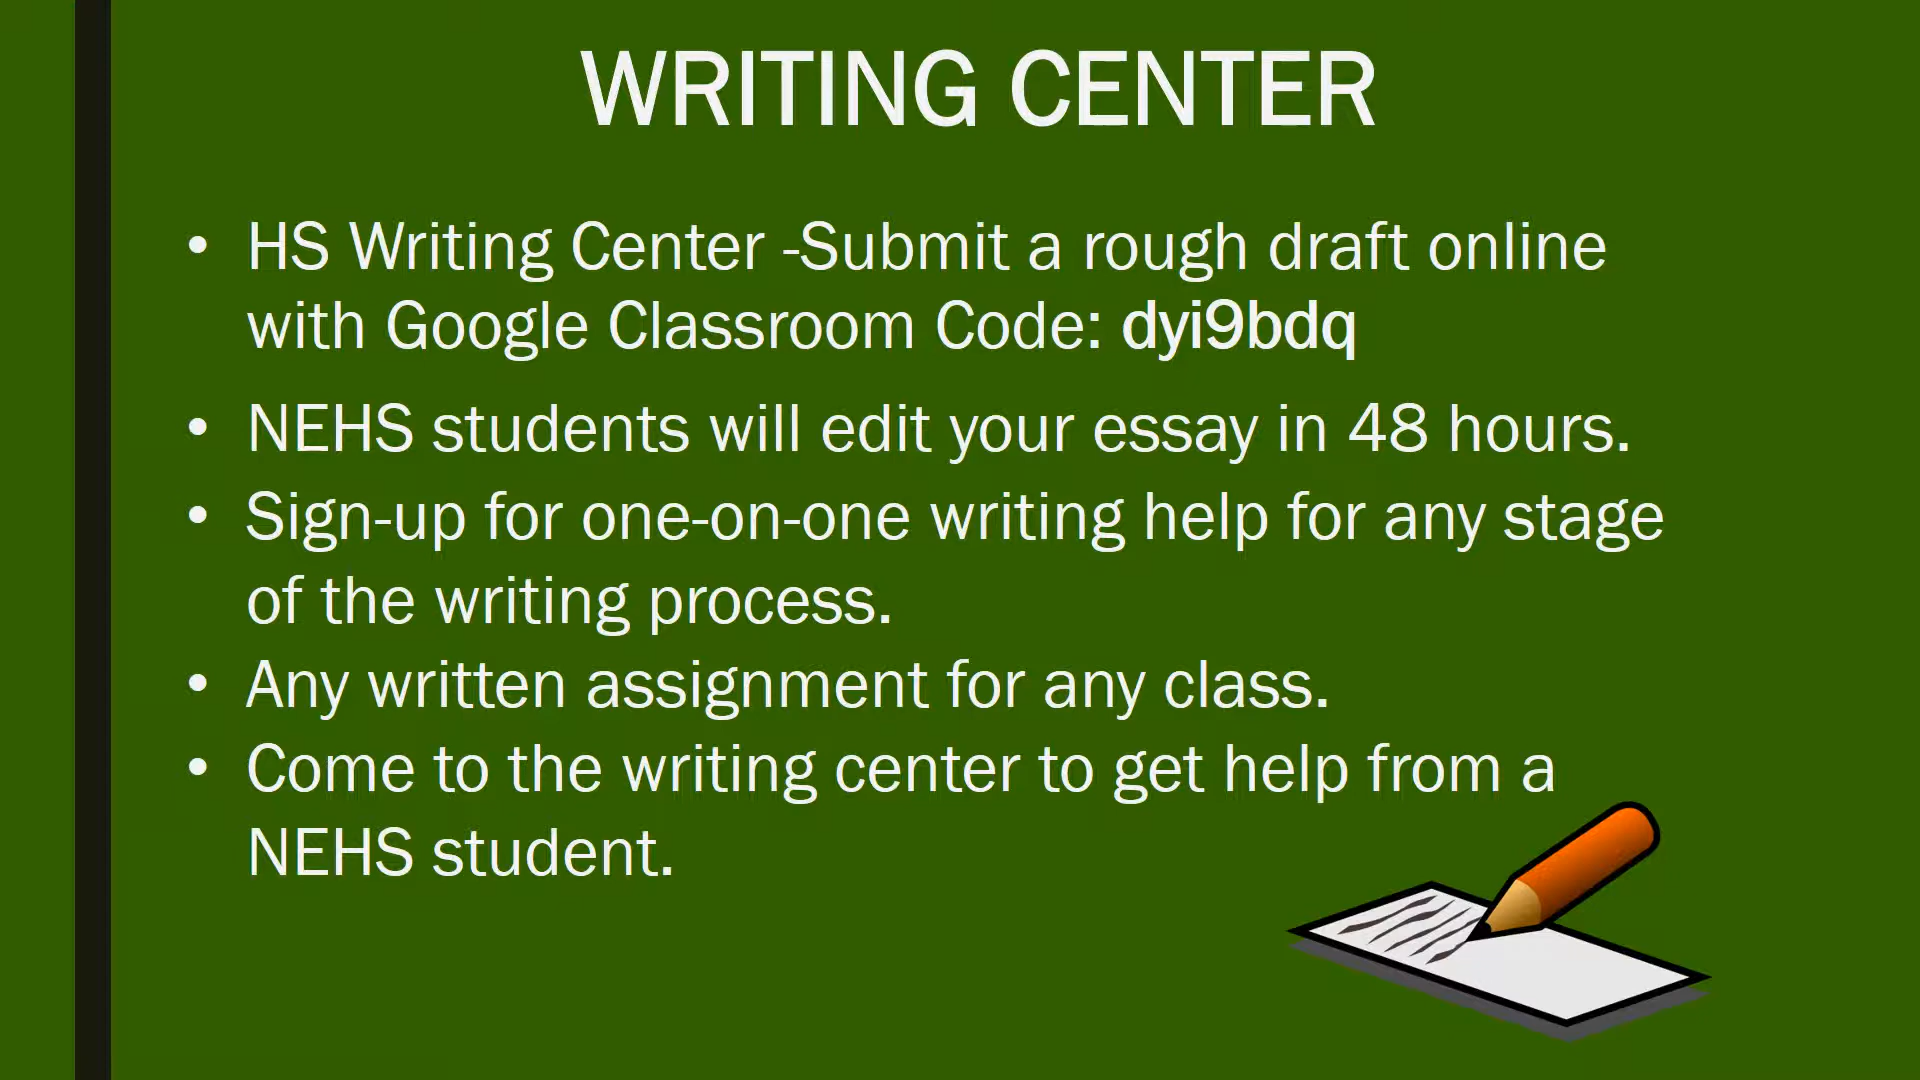 WRITING CENTER
• HS Writing Center -Submit a rough draft online
with Google Classroom Code: dyi9bdq
• NEHS students will edit your essay in 48 hours.
• Sign-up for one-on-one writing help for any stage
of the writing process.
• Any written assignment for any class.
• Come to the writing center to get help from a
NEHS student.